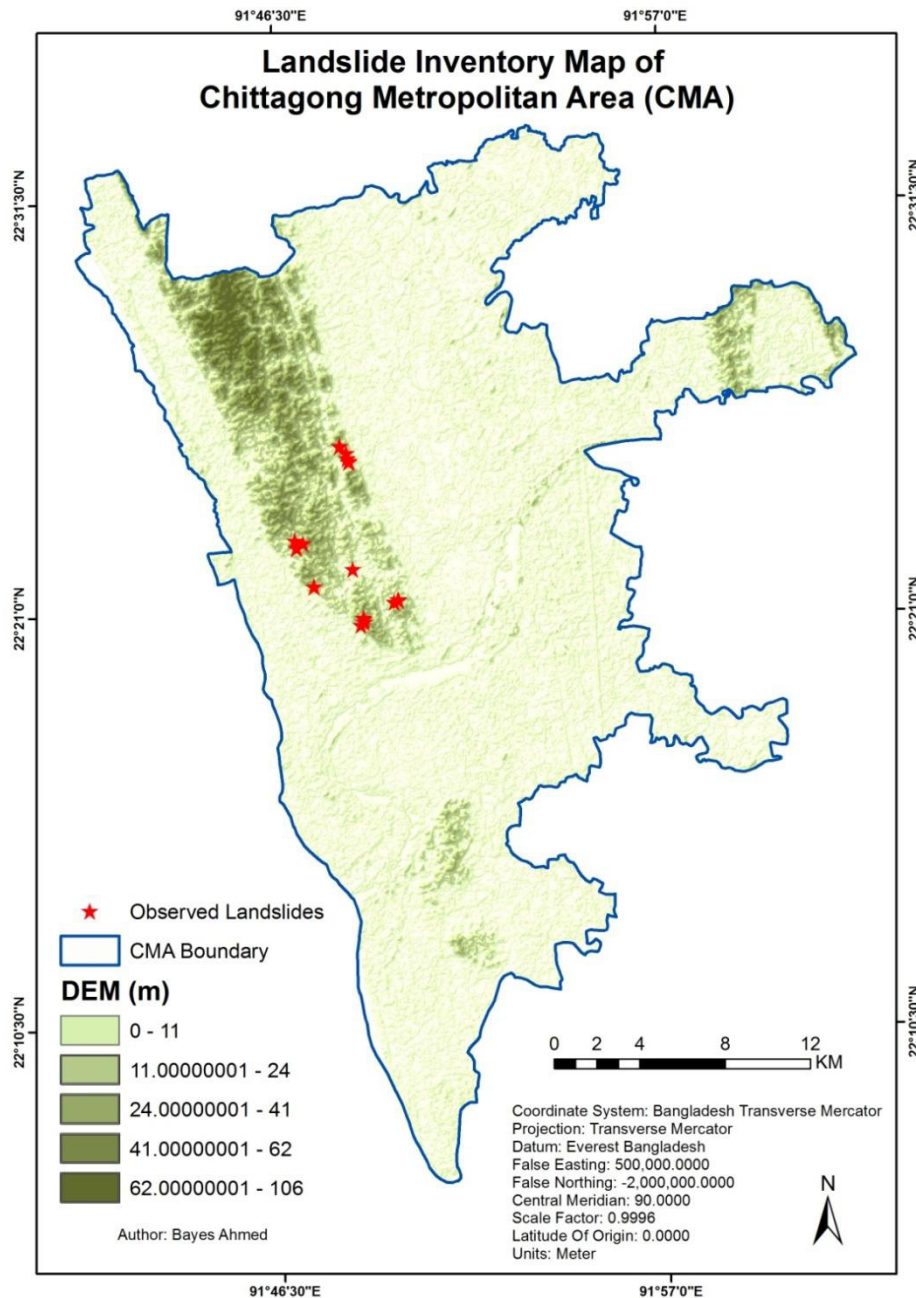 91°46'30"E
91°57'0"E
Landslide Inventory Map of
Chittagong Metropolitan Area (CMA)
22°31'30"N
22°31'30"N
22°21'0"N
22°21'0"N
Observed Landslides
CMA Boundary
DEM (m)
0 - 11
11.00000001 - 24
24.00000001 - 41
41.00000001 - 62
62.00000001 - 106
Author: Bayes Ahmed
22°10'30"N
22°10'30"N
0 2 4 8 12
KM
Coordinate System: Bangladesh Transverse Mercator
Projection: Transverse Mercator
Datum: Everest Bangladesh
False Easting: 500,000.0000
False Northing: -2,000,000.0000
Central Meridian: 90.0000
Scale Factor: 0.9996
Latitude Of Origin: 0.0000
Units: Meter
N
91°46'30"E
91°57'0"E